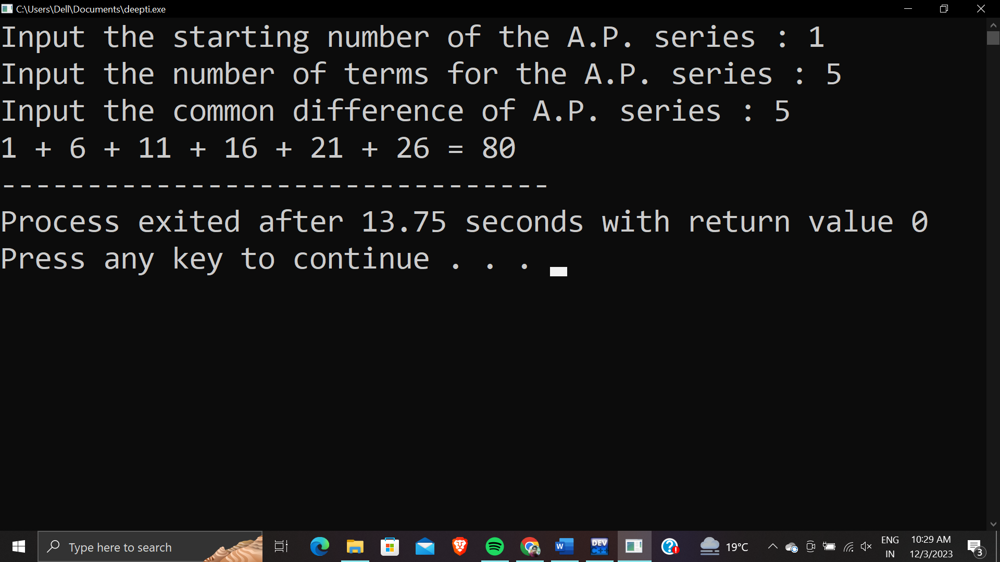 C:\Users\Dell\Documents\deepti.exe
Input the starting number of the A.P. series : 1
Input the number of terms for the A.P. series : 5
Input the common difference of A.P. series : 5
1 + 6 + 11 + 16 + 21 + 26 = 80
--------------------------------
Process exited after 13.75 seconds with return value 0
Press any key to continue . . .
Type here to search
W
DEV
C++
19°C
ENG
IN
10:29 AM
12/3/2023
3